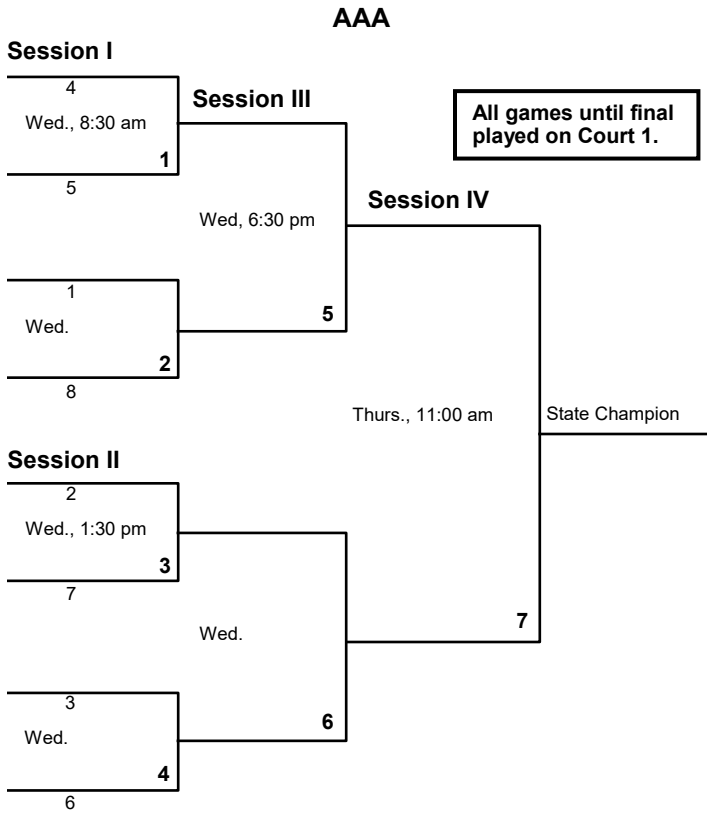 AAA
Session I
4
Wed., 8:30 am
1
5
Session III
All games until final
played on Court 1.
Wed, 6:30 pm
Session IV
1
Wed.
2
8
5
Thurs., 11:00 am
State Champion
Session II
2
Wed., 1:30 pm
3
7
Wed.
7
3
Wed.
4
6
6